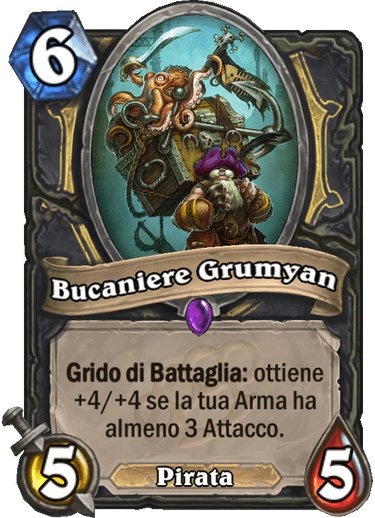 6
Bucaniere Grumyan
Grido di Battaglia: ottiene
+4/+4 se la tua Arma ha
almeno 3 Attacco.
5
Pirata
5